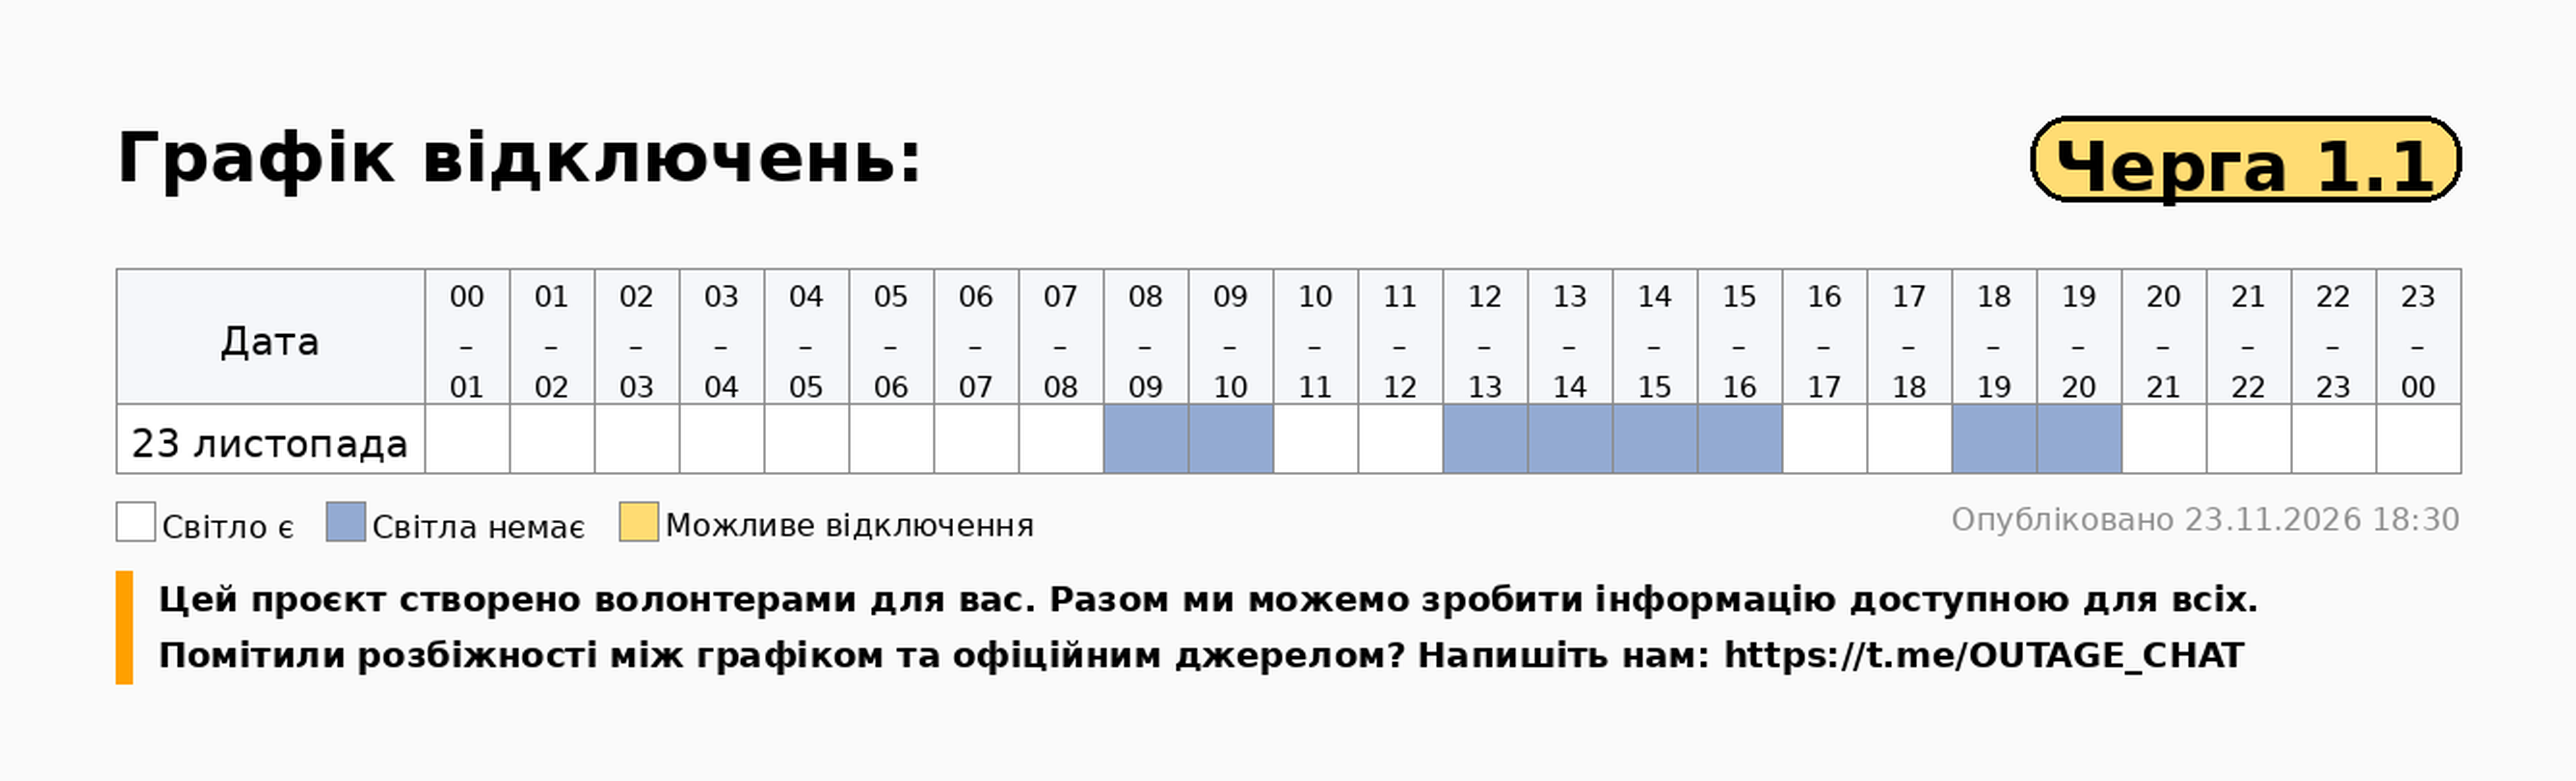 Графік відключень:
Черга 1.1
Дата
00 – 01
01 – 02
02 – 03
03 – 04
04 – 05
05 – 06
06 – 07
07 – 08
08 – 09
09 – 10
10 – 11
11 – 12
12 – 13
13 – 14
14 – 15
15 – 16
16 – 17
17 – 18
18 – 19
19 – 20
20 – 21
21 – 22
22 – 23
23 – 00
23 листопада
Світло є
Світла немає
Можливе відключення
Опубліковано 23.11.2026 18:30
Цей проєкт створено волонтерами для вас. Разом ми можемо зробити інформацію доступною для всіх.
Помітили розбіжності між графіком та офіційним джерелом? Напишіть нам: https://t.me/OUTAGE_CHAT